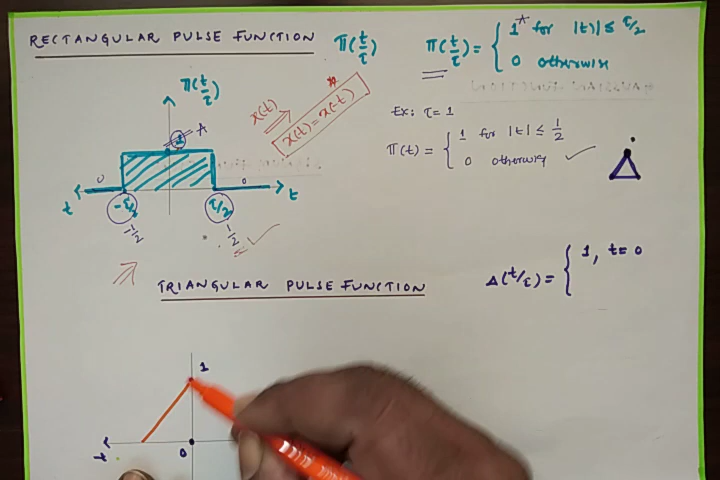 RECTANGULAR PULSE FUNCTION π(t/τ)
π(t/τ) = { 1 A for |t| ≤ τ/2
0 otherwise
π(t/τ)
A
1
0
0
t
t
-τ/2
τ/2
-1/2
1/2
x(t)
x(t) = x(-t)
Ex: τ = 1
π(t) = { 1 for |t| ≤ 1/2
0 otherwise
TRIANGULAR PULSE FUNCTION
Δ(t/τ) = { 1, t = 0
1
0
t